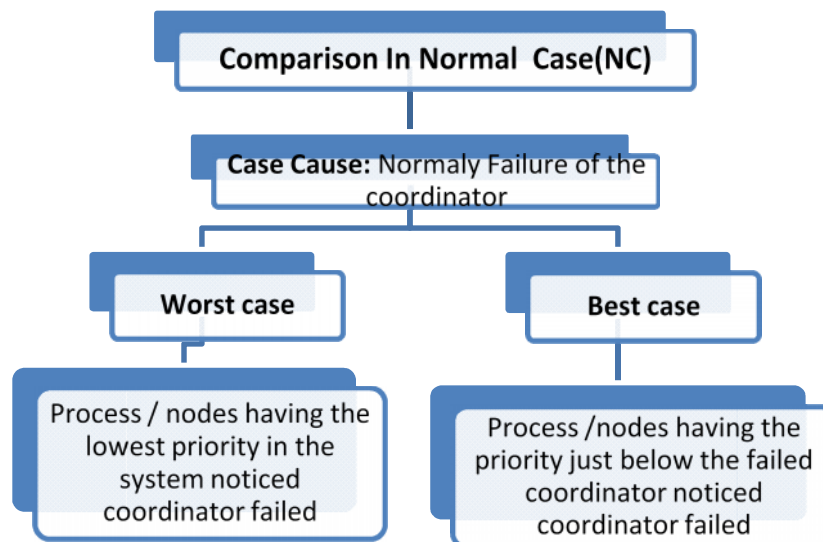 Comparison In Normal Case(NC)
Case Cause: Normaly Failure of the
coordinator
Worst case
Best case
Process / nodes having the
lowest priority in the
system noticed
coordinator failed
Process /nodes having the
priority just below the failed
coordinator noticed
coordinator failed